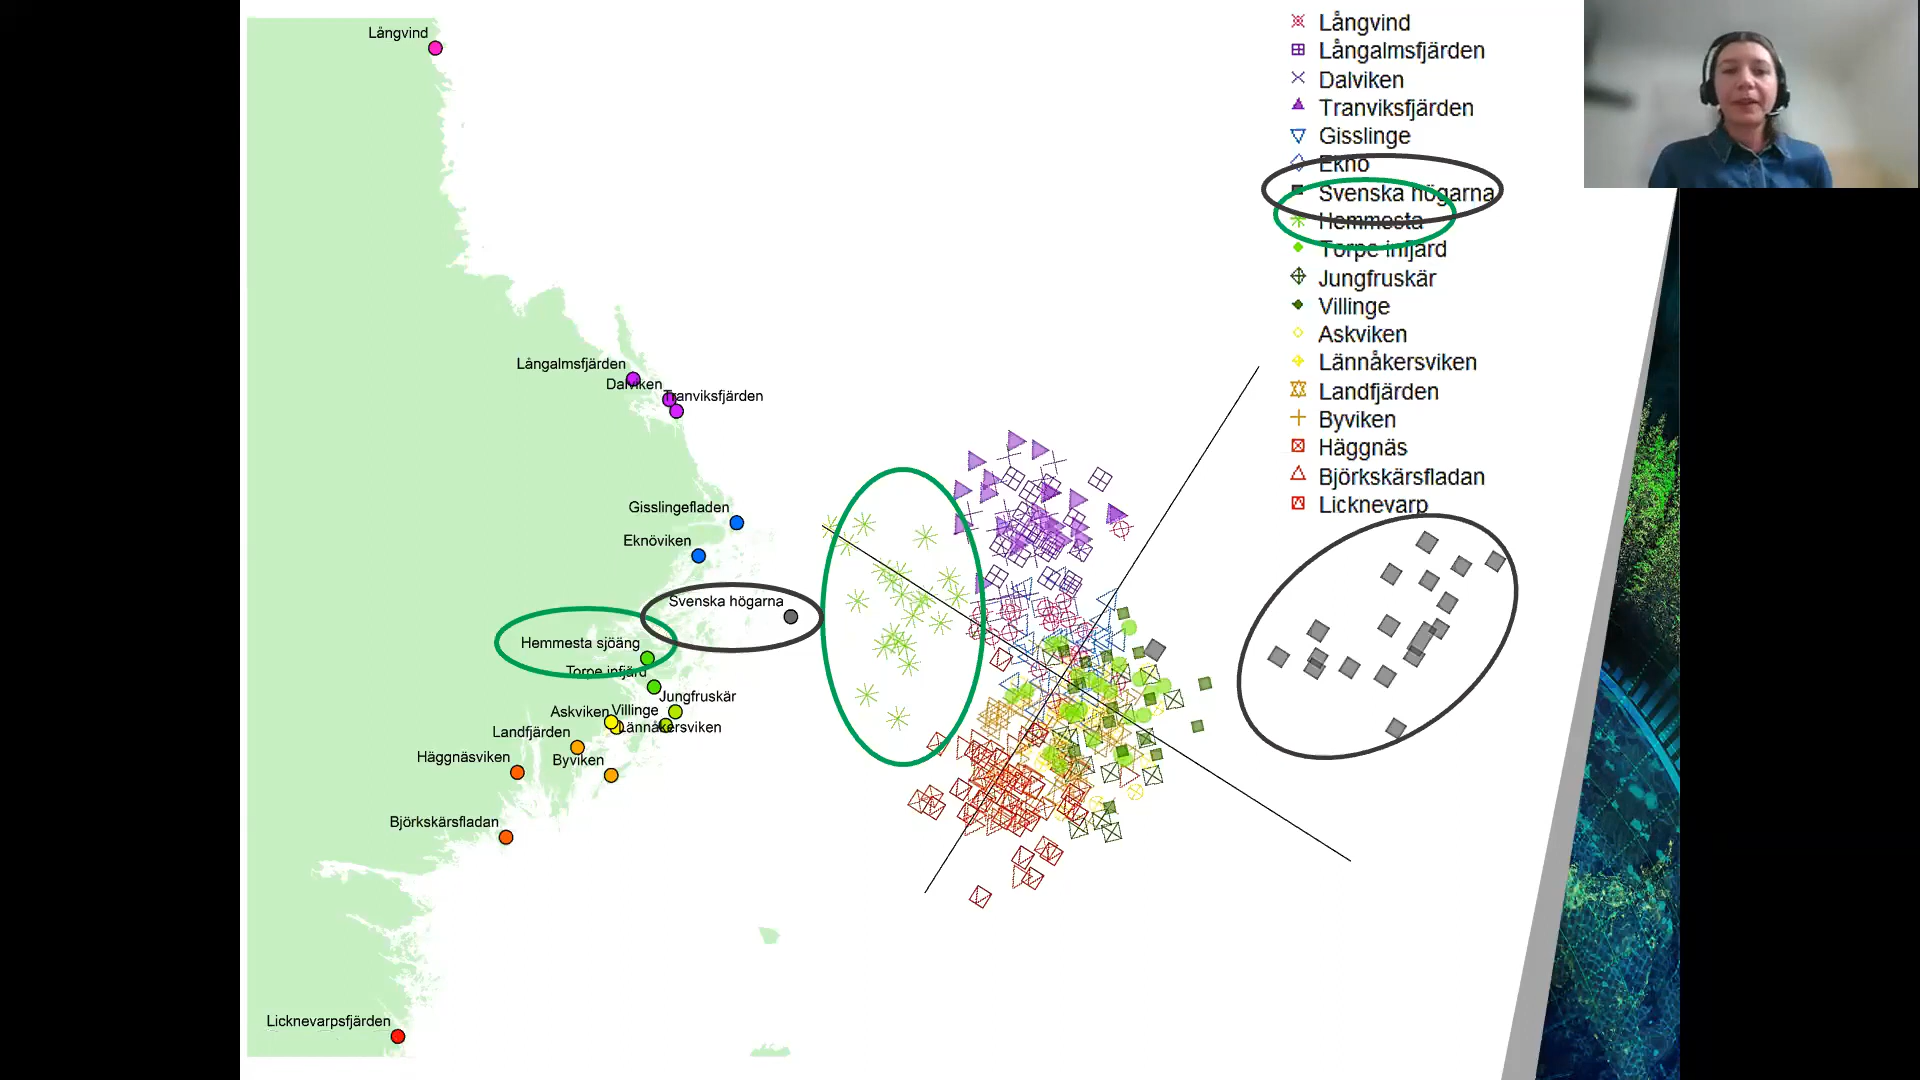 Långvind
Långalmsfjärden
Dalviken
Tranviksfjärden
Gisslingefladen
Eknöviken
Svenska högarna
Hemmesta sjöäng
Torpe infjärd
Jungfruskär
Askviken
Villinge
Lännåkersviken
Landfjärden
Häggnäsviken
Byviken
Björkskärsfladan
Licknevarpsfjärden
Långvind
Långalmsfjärden
Dalviken
Tranviksfjärden
Gisslinge
Eknö
Svenska högarna
Hemmesta
Torpe infjärd
Jungfruskär
Villinge
Askviken
Lännåkersviken
Landfjärden
Byviken
Häggnäs
Björkskärsfladan
Licknevarp